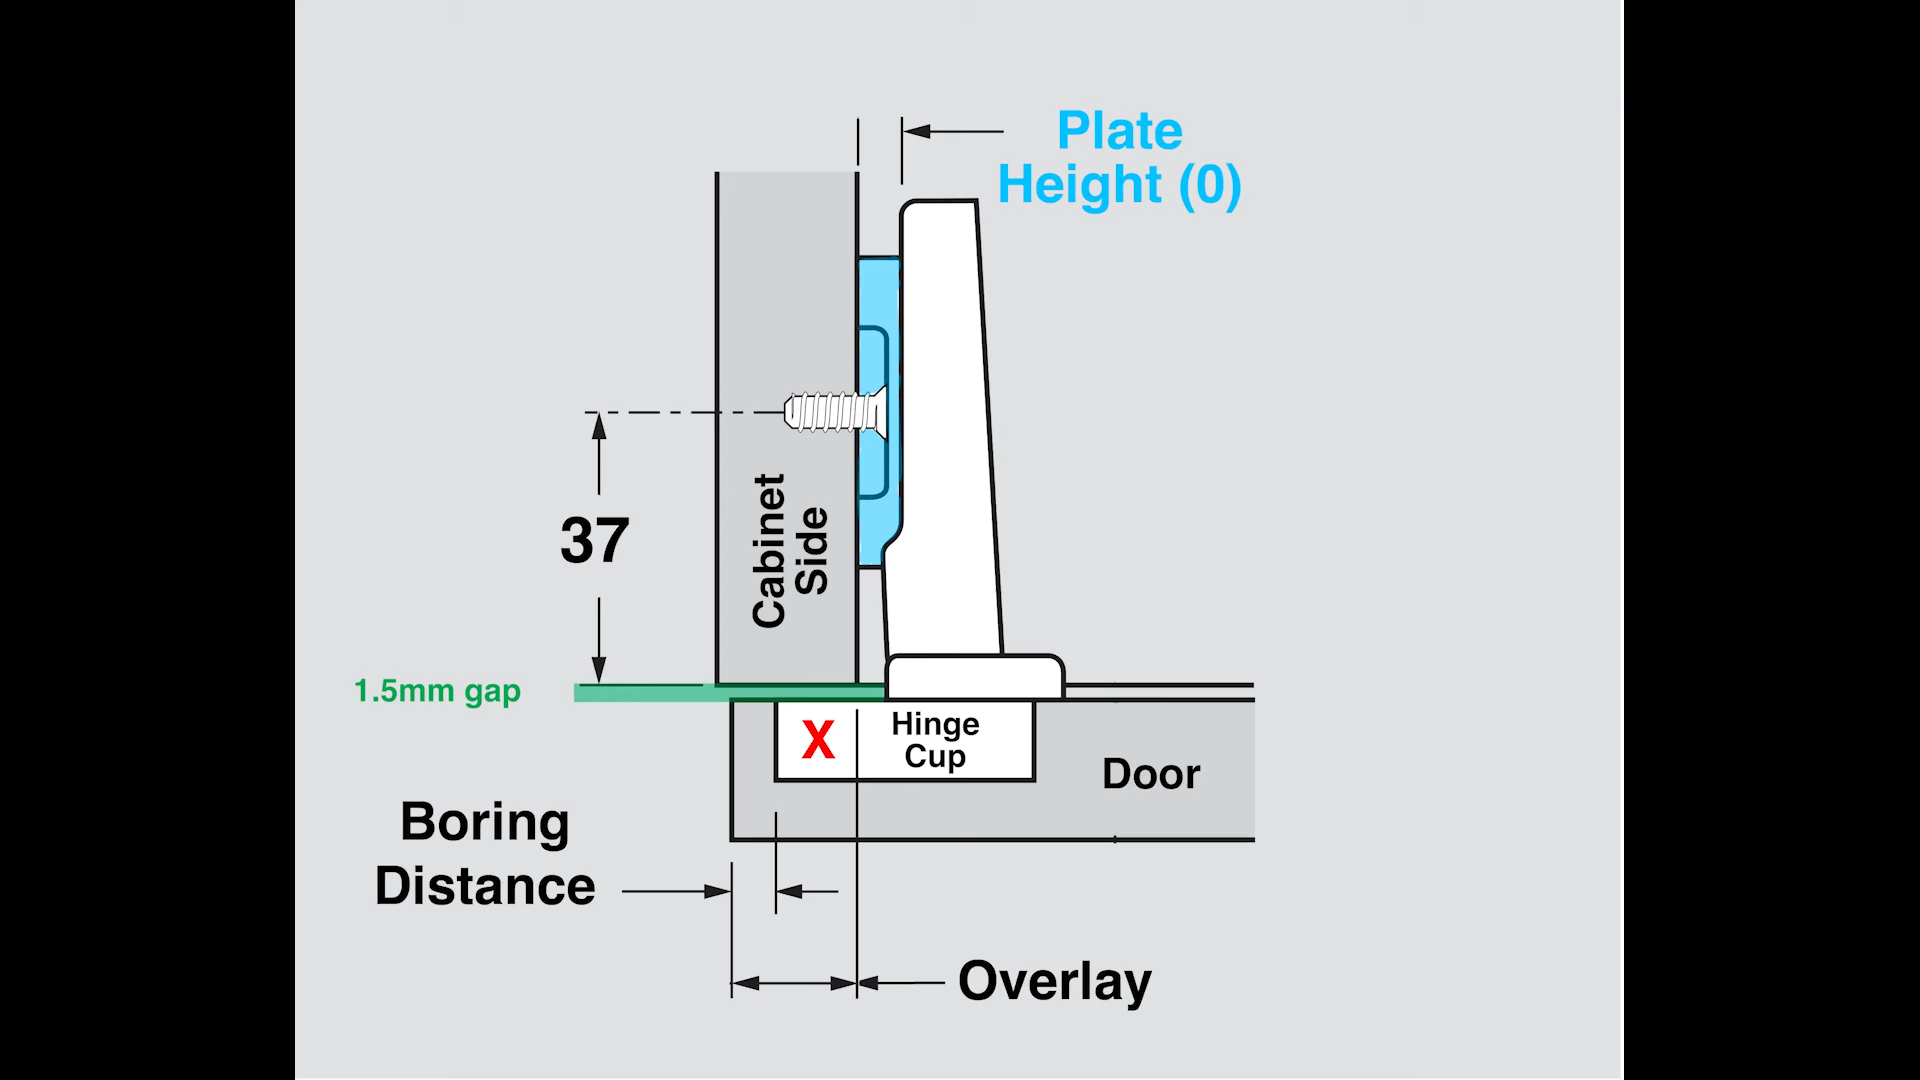 Plate
Height (0)
37
Cabinet
Side
1.5mm gap
X
Hinge
Cup
Door
Boring
Distance
Overlay